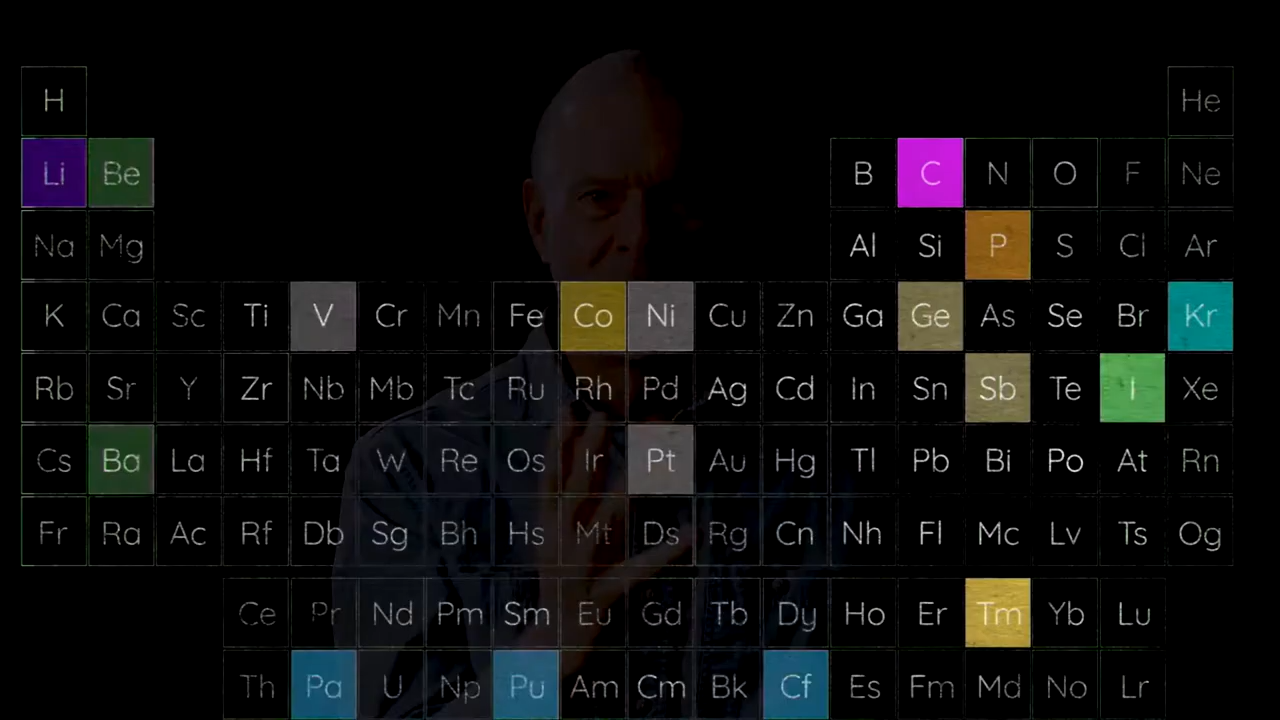 H He
Li Be B C N O F Ne
Na Mg Al Si P S Cl Ar
K Ca Sc Ti V Cr Mn Fe Co Ni Cu Zn Ga Ge As Se Br Kr
Rb Sr Y Zr Nb Mb Tc Ru Rh Pd Ag Cd In Sn Sb Te I Xe
Cs Ba La Hf Ta W Re Os Ir Pt Au Hg Tl Pb Bi Po At Rn
Fr Ra Ac Rf Db Sg Bh Hs Mt Ds Rg Cn Nh Fl Mc Lv Ts Og
Ce Pr Nd Pm Sm Eu Gd Tb Dy Ho Er Tm Yb Lu
Th Pa U Np Pu Am Cm Bk Cf Es Fm Md No Lr